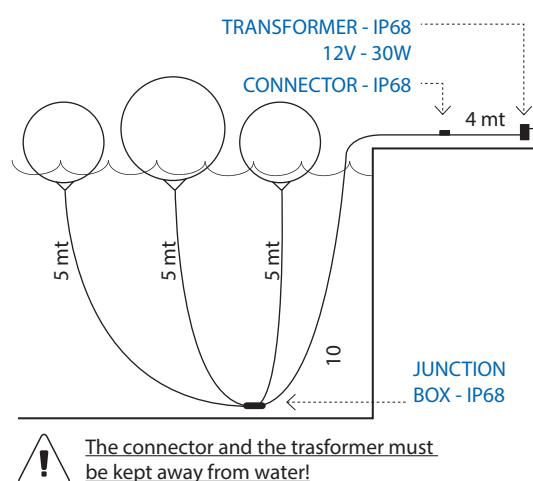 TRANSFORMER - IP68
12V - 30W
CONNECTOR - IP68
4 mt
5 mt
5 mt
5 mt
10
JUNCTION
BOX - IP68
!
The connector and the trasformer must
be kept away from water!